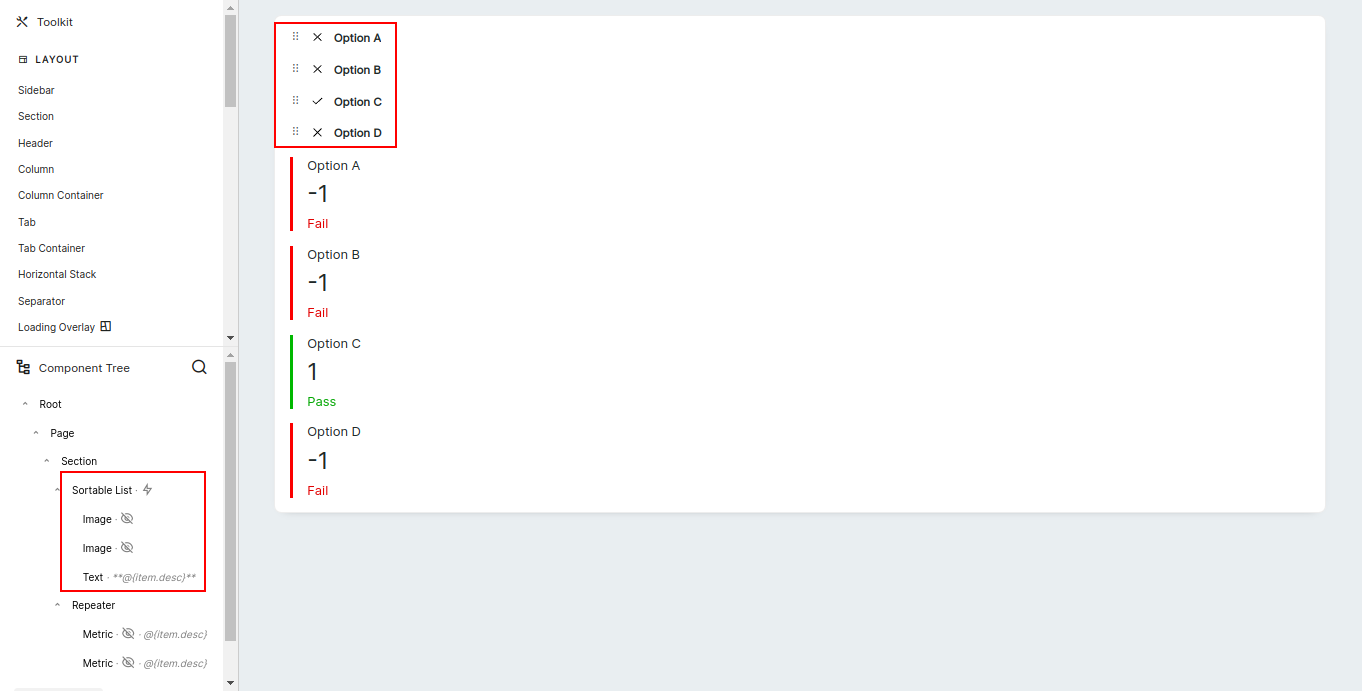 Toolkit
LAYOUT
Sidebar
Section
Header
Column
Column Container
Tab
Tab Container
Horizontal Stack
Separator
Loading Overlay
Component Tree
Root
Page
Section
Sortable List ·
Image ·
Image ·
Text · **@{item.desc}**
Repeater
Metric · · @{item.desc}
Metric · · @{item.desc}
Option A
Option B
Option C
Option D
Option A
-1
Fail
Option B
-1
Fail
Option C
1
Pass
Option D
-1
Fail